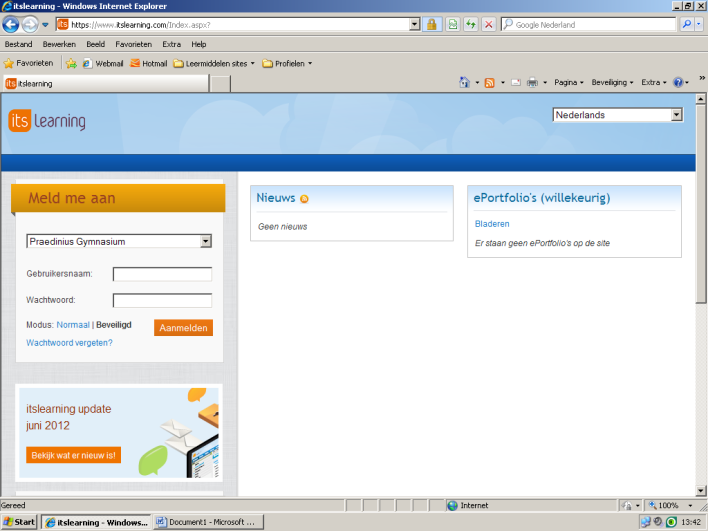 itslearning - Windows Internet Explorer
https://www.itslearning.com/Index.aspx?
Google Nederland
Bestand Bewerken Beeld Favorieten Extra Help
Favorieten Webmail Hotmail Leermiddelen sites Profielen
its itslearning
Pagina Beveiliging Extra
its learning
Nederlands
Meld me aan
Praedinius Gymnasium
Gebruikersnaam:
Wachtwoord:
Modus: Normaal | Beveiligd
Aanmelden
Wachtwoord vergeten?
Nieuws
Geen nieuws
ePortfolio's (willekeurig)
Bladeren
Er staan geen ePortfolio's op de site
itslearning update
juni 2012
Bekijk wat er nieuw is!
Gereed
Internet
100%
Start
itslearning - Windows...
Document1 - Microsoft ...
13:42